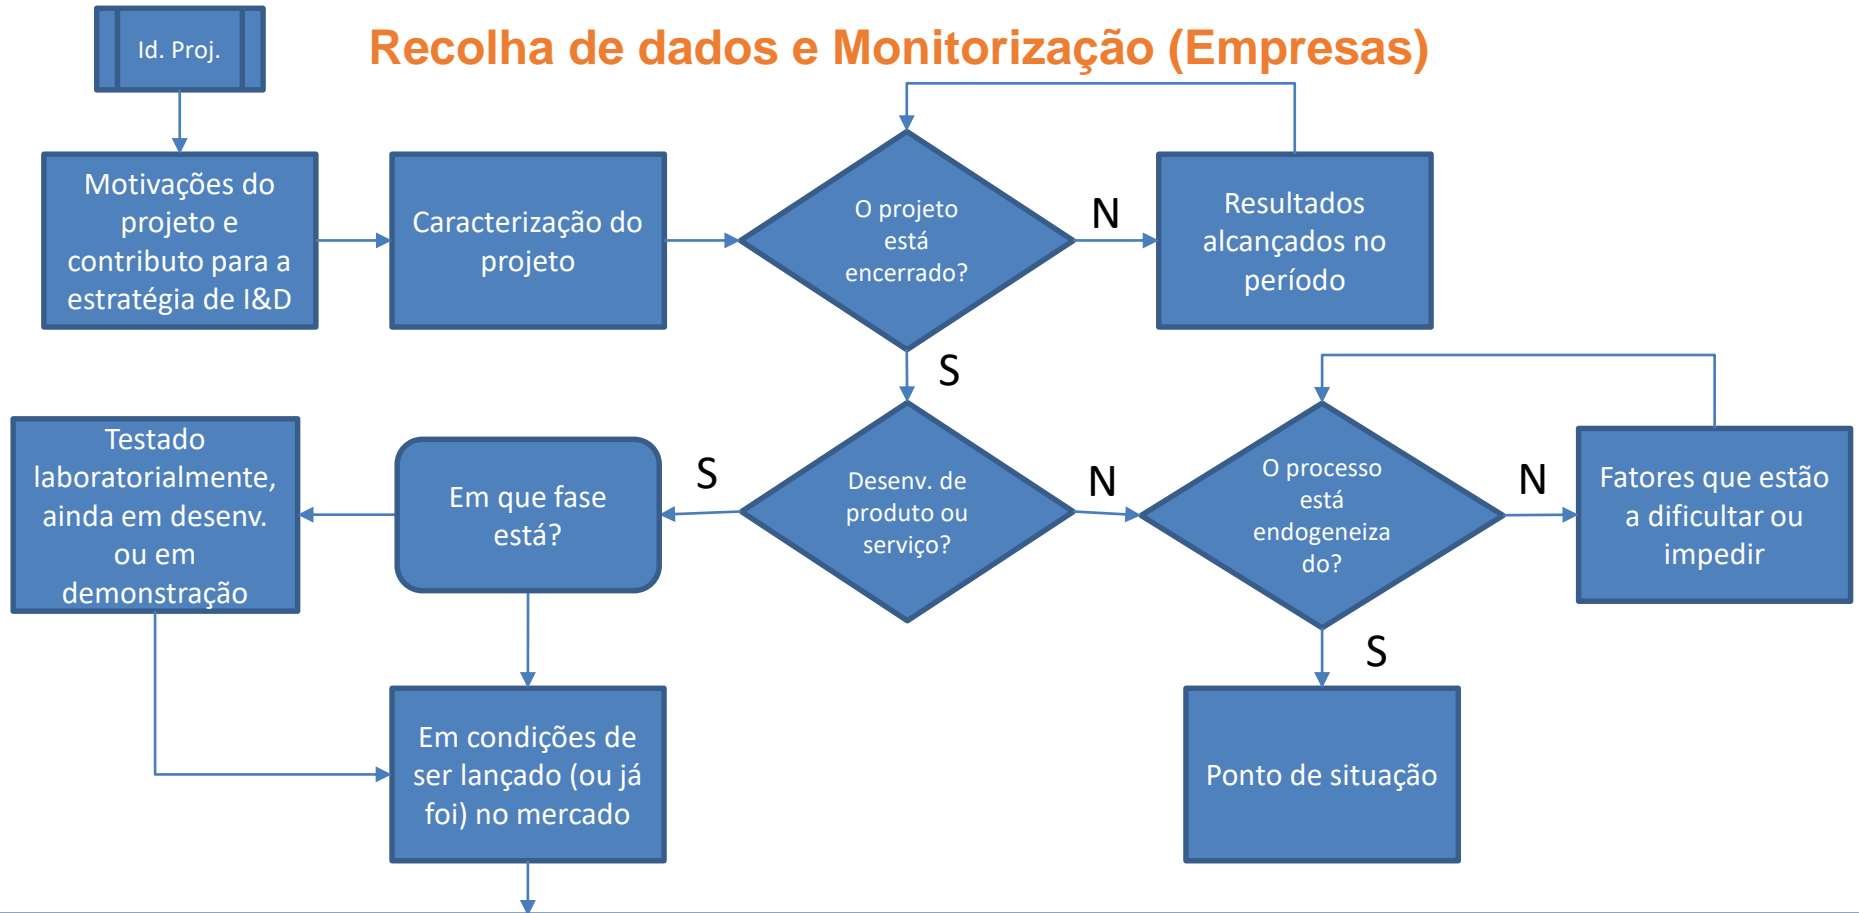 Id. Proj.
Recolha de dados e Monitorização (Empresas)
Motivações do
projeto e
contributo para a
estratégia de I&D
Caracterização do
projeto
O projeto
está
encerrado?
N
Resultados
alcançados no
período
S
Testado
laboratorialmente,
ainda em desenv.
ou em
demonstração
Em que fase
está?
S
Desenv. de
produto ou
serviço?
N
O processo
está
endogeneiza
do?
N
Fatores que estão
a dificultar ou
impedir
S
Em condições de
ser lançado (ou já
foi) no mercado
Ponto de situação